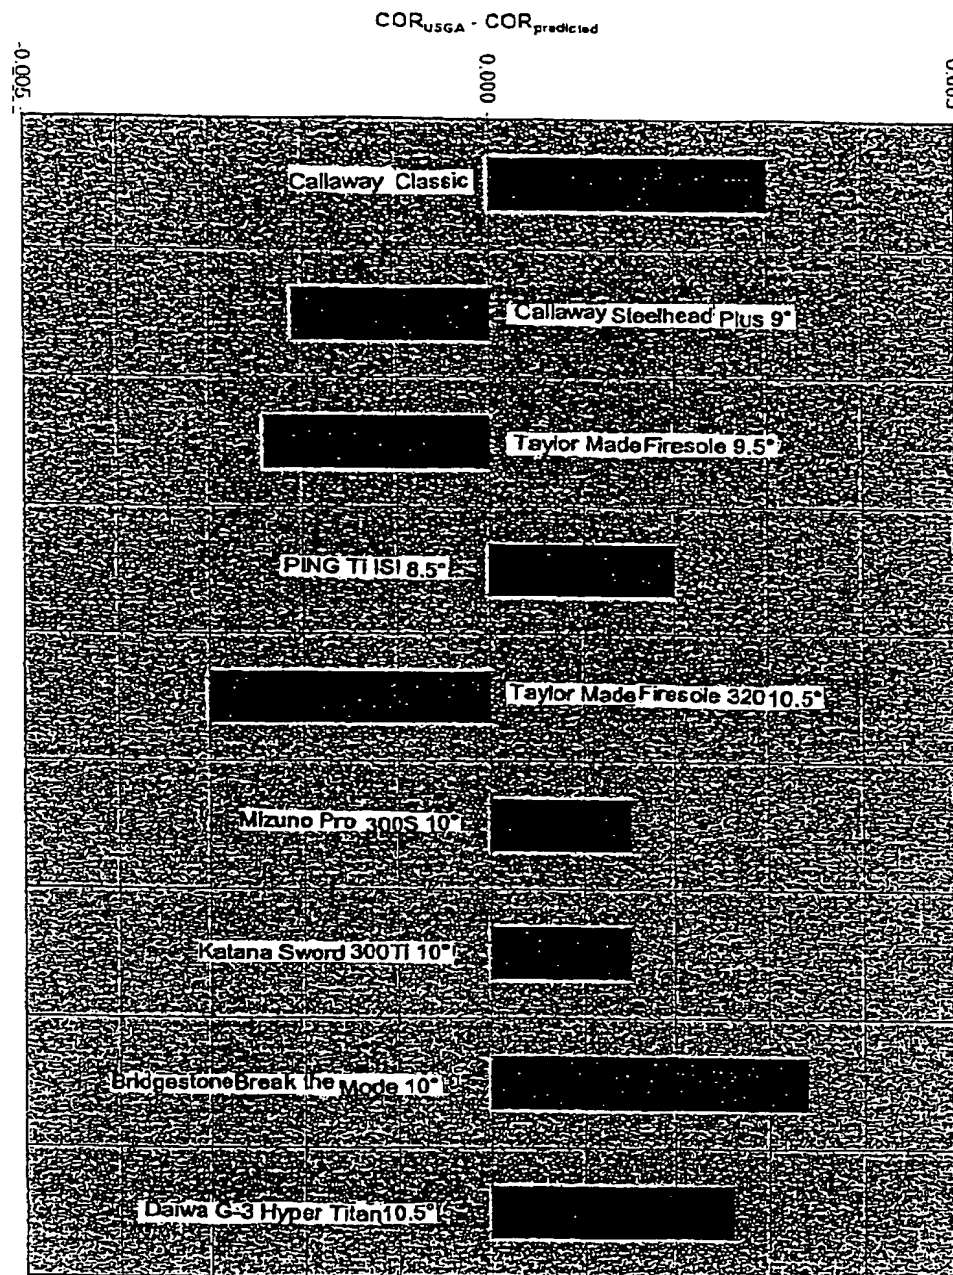 COR_USGA - COR_predicted
-0.005
0.000
Callaway Classic
Callaway Steelhead Plus 9°
Taylor Made Firesole 9.5°
PING TI ISI 8.5°
Taylor Made Firesole 320 10.5°
Mizuno Pro 300S 10°
Katana Sword 300TI 10°
Bridgestone Break the Mode 10°
Daiwa G-3 Hyper Titan 10.5°